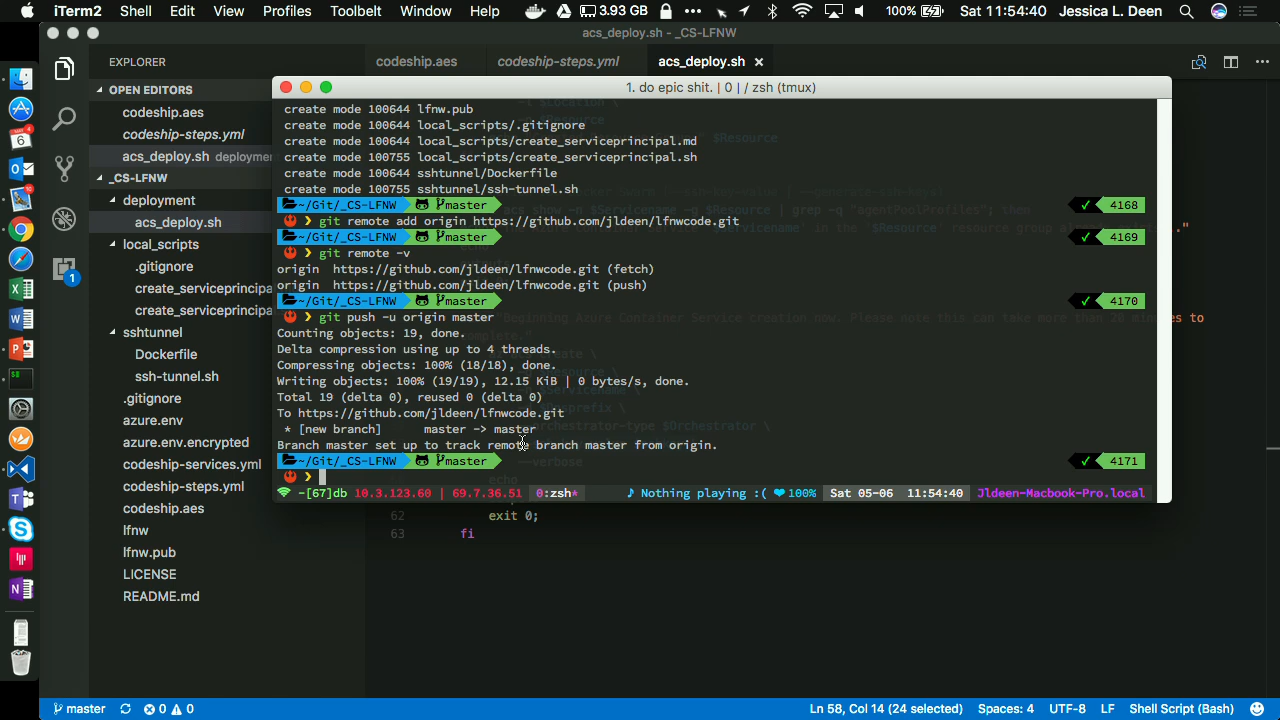 iTerm2 Shell Edit View Profiles Toolbelt Window Help 3.93 GB 100% Sat 11:54:40 Jessica L. Deen
acs_deploy.sh - _CS-LFNW
EXPLORER
codeship.aes codeship-steps.yml acs_deploy.sh
OPEN EDITORS
codeship.aes
codeship-steps.yml
acs_deploy.sh
_CS-LFNW
deployment
acs_deploy.sh
local_scripts
.gitignore
create_serviceprincipa
create_serviceprincipa
sshtunnel
Dockerfile
ssh-tunnel.sh
.gitignore
azure.env
azure.env.encrypted
codeship-services.yml
codeship-steps.yml
codeship.aes
lfnw
lfnw.pub
LICENSE
README.md
1. do epic shit. | 0 | / zsh (tmux)
create mode 100644 lfnw.pub
create mode 100644 local_scripts/.gitignore
create mode 100644 local_scripts/create_serviceprincipal.md
create mode 100755 local_scripts/create_serviceprincipal.sh
create mode 100644 sshtunnel/Dockerfile
create mode 100755 sshtunnel/ssh-tunnel.sh
~/Git/_CS-LFNW master ✓ 4168
❯ git remote add origin https://github.com/jldeen/lfnwcode.git
~/Git/_CS-LFNW master ✓ 4169
❯ git remote -v
origin https://github.com/jldeen/lfnwcode.git (fetch)
origin https://github.com/jldeen/lfnwcode.git (push)
~/Git/_CS-LFNW master ✓ 4170
❯ git push -u origin master
Counting objects: 19, done.
Delta compression using up to 4 threads.
Compressing objects: 100% (18/18), done.
Writing objects: 100% (19/19), 12.15 KiB | 0 bytes/s, done.
Total 19 (delta 0), reused 0 (delta 0)
To https://github.com/jldeen/lfnwcode.git
* [new branch] master -> master
Branch master set up to track remote branch master from origin.
~/Git/_CS-LFNW master ✓ 4171
❯
~[67]db 10.3.123.60 | 69.7.36.51 0:zsh* ♪ Nothing playing :( ♥100% Sat 05-06 11:54:40 Jldeen-Macbook-Pro.local
62 exit 0;
63 fi
master 0 0 Ln 58, Col 14 (24 selected) Spaces: 4 UTF-8 LF Shell Script (Bash)